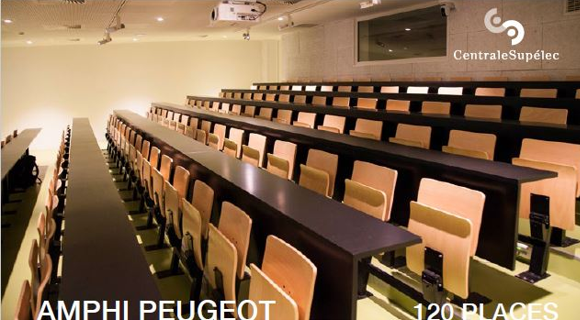 CentraleSupélec
AMPHI PEUGEOT
120 PLACES